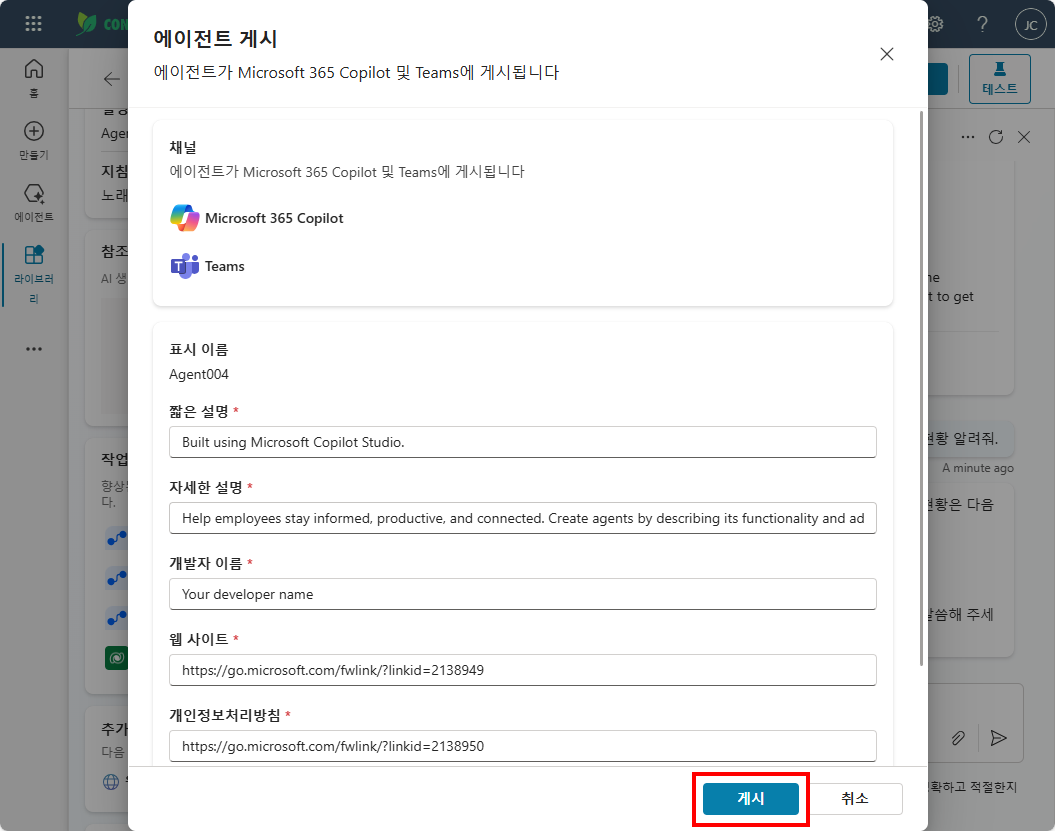 CON
JC
에이전트 게시
에이전트가 Microsoft 365 Copilot 및 Teams에 게시됩니다
홈
만들기
에이전트
라이브러
리
테스트
Agen
지침
노래
참조
AI 생
작업
향상
다.
추가
다음
채널
에이전트가 Microsoft 365 Copilot 및 Teams에 게시됩니다
Microsoft 365 Copilot
Teams
표시 이름
Agent004
짧은 설명 *
Built using Microsoft Copilot Studio.
자세한 설명 *
Help employees stay informed, productive, and connected. Create agents by describing its functionality and ad
개발자 이름 *
Your developer name
웹 사이트 *
https://go.microsoft.com/fwlink/?linkid=2138949
개인정보처리방침 *
https://go.microsoft.com/fwlink/?linkid=2138950
게시
취소
ne
t to get
현황 알려줘.
A minute ago
현황은 다음
말씀해 주세
확하고 적절한지